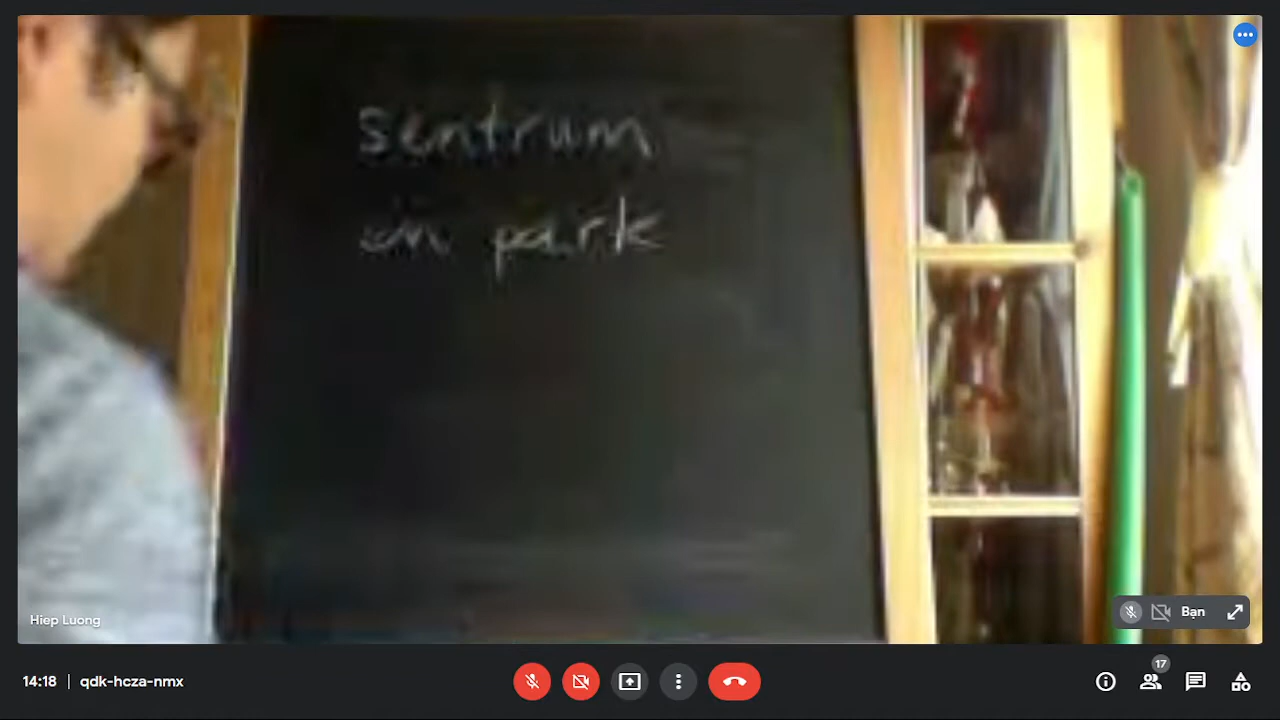 sentrum
en park
Hiep Luong
Bạn
14:18 | qdk-hcza-nmx
17